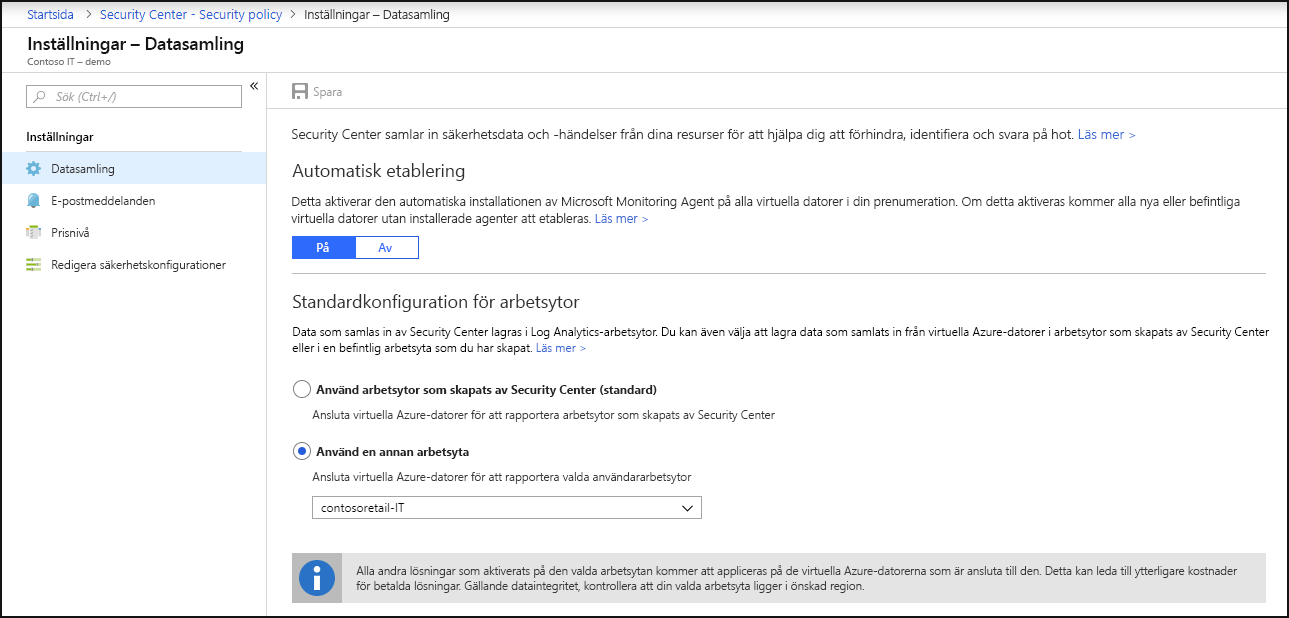 Startsida > Security Center - Security policy > Inställningar – Datasamling
Inställningar – Datasamling
Contoso IT – demo
Sök (Ctrl+/)
«
Inställningar
Datasamling
E-postmeddelanden
Prisnivå
Redigera säkerhetskonfigurationer
Spara
Security Center samlar in säkerhetsdata och -händelser från dina resurser för att hjälpa dig att förhindra, identifiera och svara på hot. Läs mer >
Automatisk etablering
Detta aktiverar den automatiska installationen av Microsoft Monitoring Agent på alla virtuella datorer i din prenumeration. Om detta aktiveras kommer alla nya eller befintliga
virtuella datorer utan installerade agenter att etableras. Läs mer >
På Av
Standardkonfiguration för arbetsytor
Data som samlas in av Security Center lagras i Log Analytics-arbetsytor. Du kan även välja att lagra data som samlats in från virtuella Azure-datorer i arbetsytor som skapats av Security Center
eller i en befintlig arbetsyta som du har skapat. Läs mer >
Använd arbetsytor som skapats av Security Center (standard)
Ansluta virtuella Azure-datorer för att rapportera arbetsytor som skapats av Security Center
Använd en annan arbetsyta
Ansluta virtuella Azure-datorer för att rapportera valda användararbetsytor
contosoretail-IT
Alla andra lösningar som aktiverats på den valda arbetsytan kommer att appliceras på de virtuella Azure-datorerna som är ansluta till den. Detta kan leda till ytterligare kostnader
för betalda lösningar. Gällande dataintegritet, kontrollera att din valda arbetsyta ligger i önskad region.